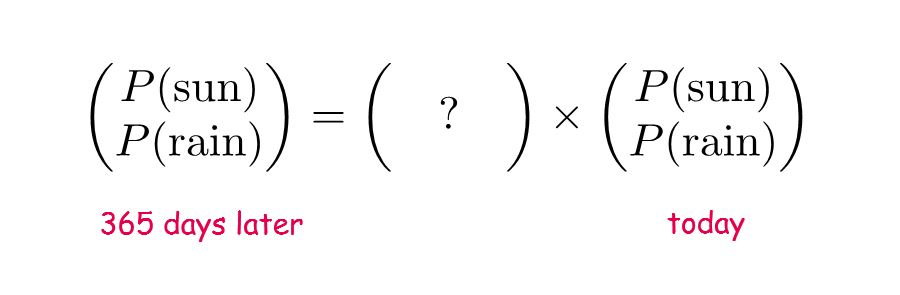 (P(sun) P(rain)) = ( ? ) × (P(sun) P(rain))
365 days later
today